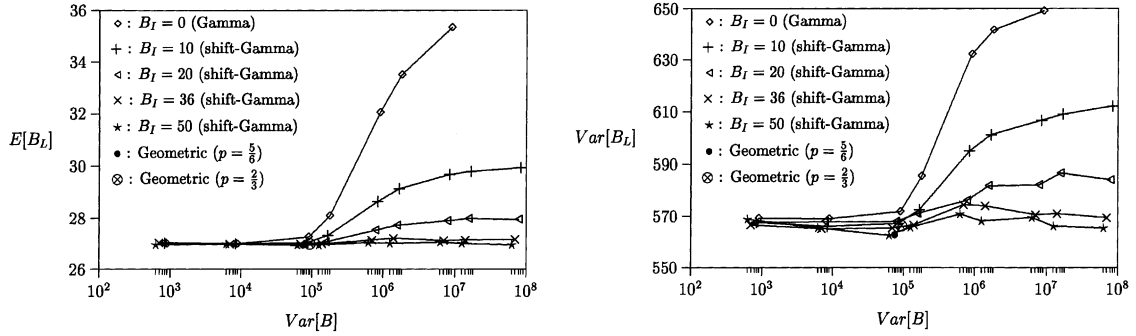 36
34
32
30
28
26
E[B_L]
◇ : B_I = 0 (Gamma)
+ : B_I = 10 (shift-Gamma)
◁ : B_I = 20 (shift-Gamma)
× : B_I = 36 (shift-Gamma)
★ : B_I = 50 (shift-Gamma)
● : Geometric (p = 5/6)
⊗ : Geometric (p = 2/3)
10^2 10^3 10^4 10^5 10^6 10^7 10^8
Var[B]
650
630
610
590
570
550
Var[B_L]
◇ : B_I = 0 (Gamma)
+ : B_I = 10 (shift-Gamma)
◁ : B_I = 20 (shift-Gamma)
× : B_I = 36 (shift-Gamma)
★ : B_I = 50 (shift-Gamma)
● : Geometric (p = 5/6)
⊗ : Geometric (p = 2/3)
10^2 10^3 10^4 10^5 10^6 10^7 10^8
Var[B]